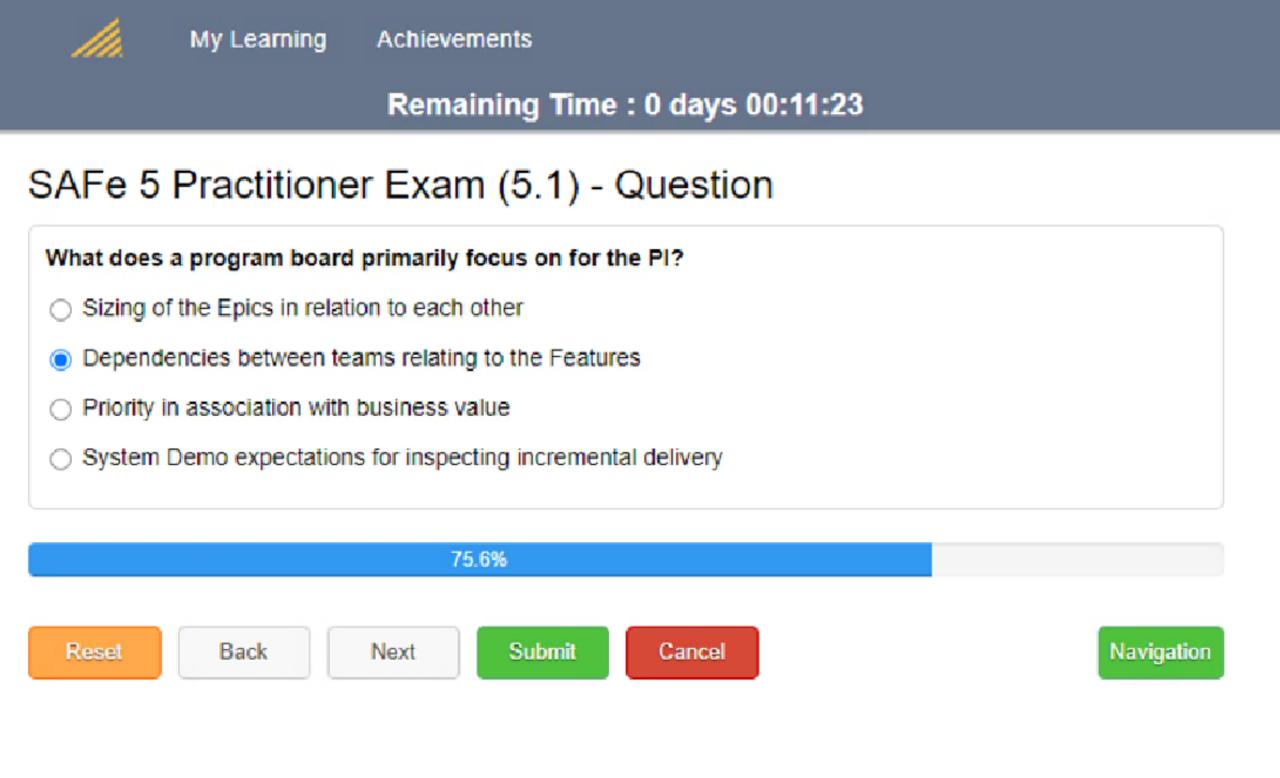 My Learning Achievements
Remaining Time : 0 days 00:11:23
SAFe 5 Practitioner Exam (5.1) - Question
What does a program board primarily focus on for the PI?
Sizing of the Epics in relation to each other
Dependencies between teams relating to the Features
Priority in association with business value
System Demo expectations for inspecting incremental delivery
75.6%
Reset Back Next Submit Cancel Navigation